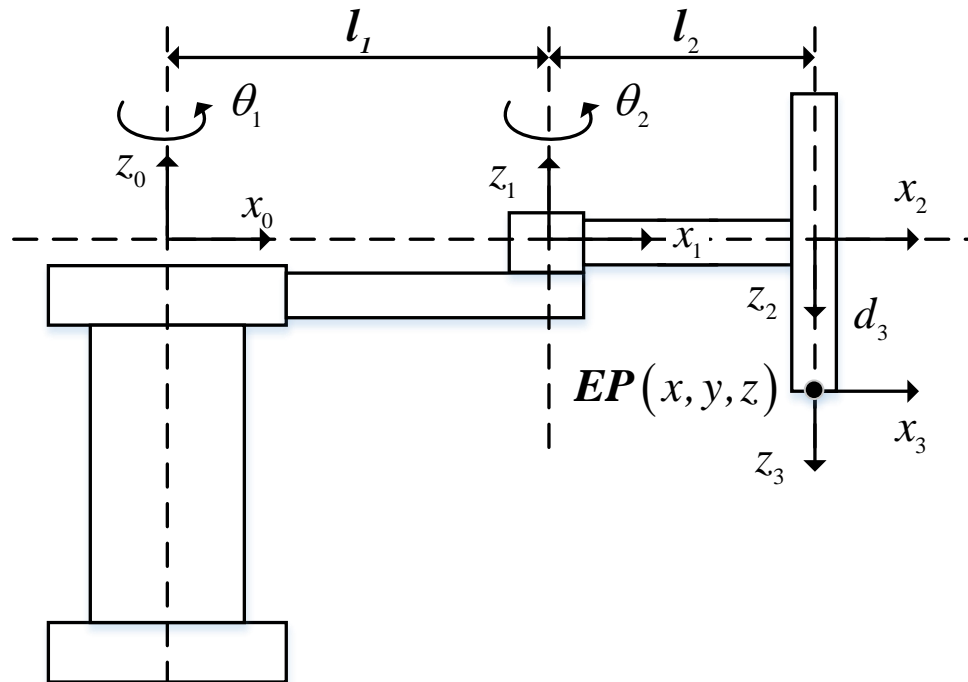 l₁ l₂
θ₁ θ₂
z₀ z₁
x₀ x₂
x₁
z₂ d₃
EP(x, y, z)
x₃
z₃